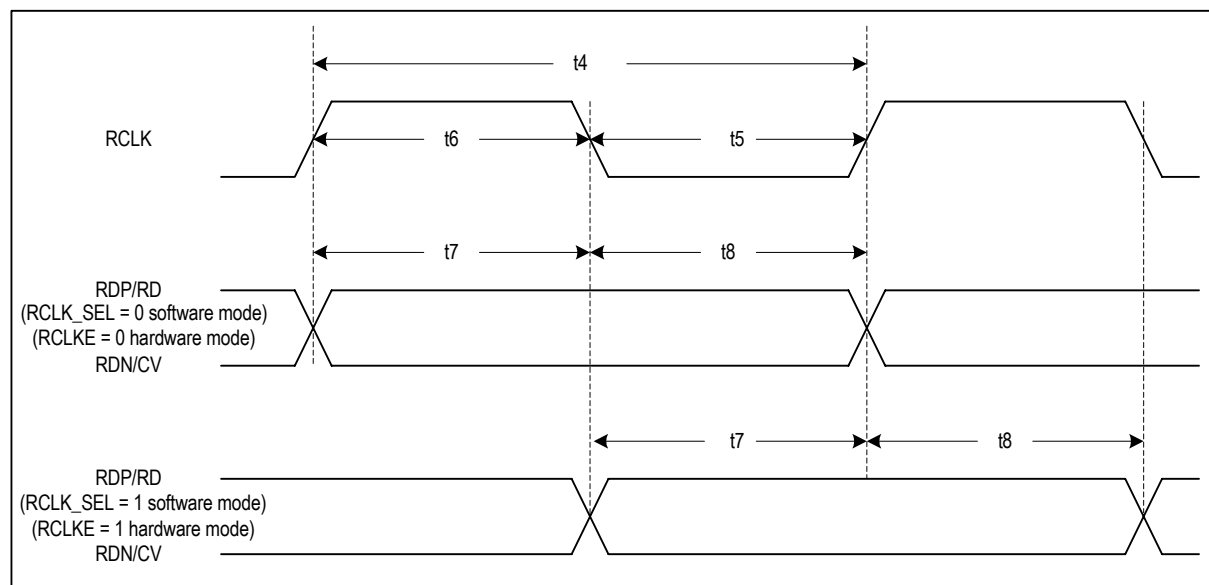 t4
RCLK
t6
t5
t7
t8
RDP/RD
(RCLK_SEL = 0 software mode)
(RCLKE = 0 hardware mode)
RDN/CV
t7
t8
RDP/RD
(RCLK_SEL = 1 software mode)
(RCLKE = 1 hardware mode)
RDN/CV